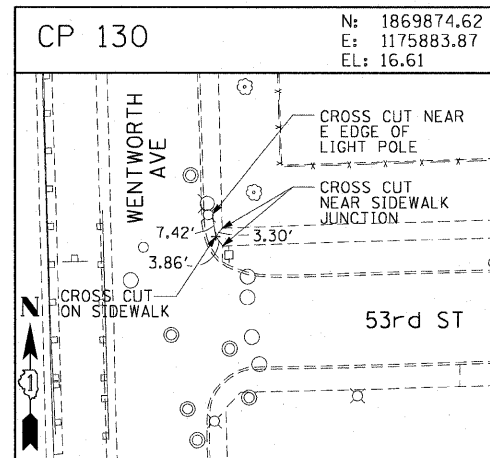 CP 130
N: 1869874.62
E: 1175883.87
EL: 16.61
WENTWORTH
AVE
CROSS CUT NEAR
E EDGE OF
LIGHT POLE
CROSS CUT
NEAR SIDEWALK
JUNCTION
7.42'
3.30'
3.86'
CROSS CUT
ON SIDEWALK
53rd ST
N
1